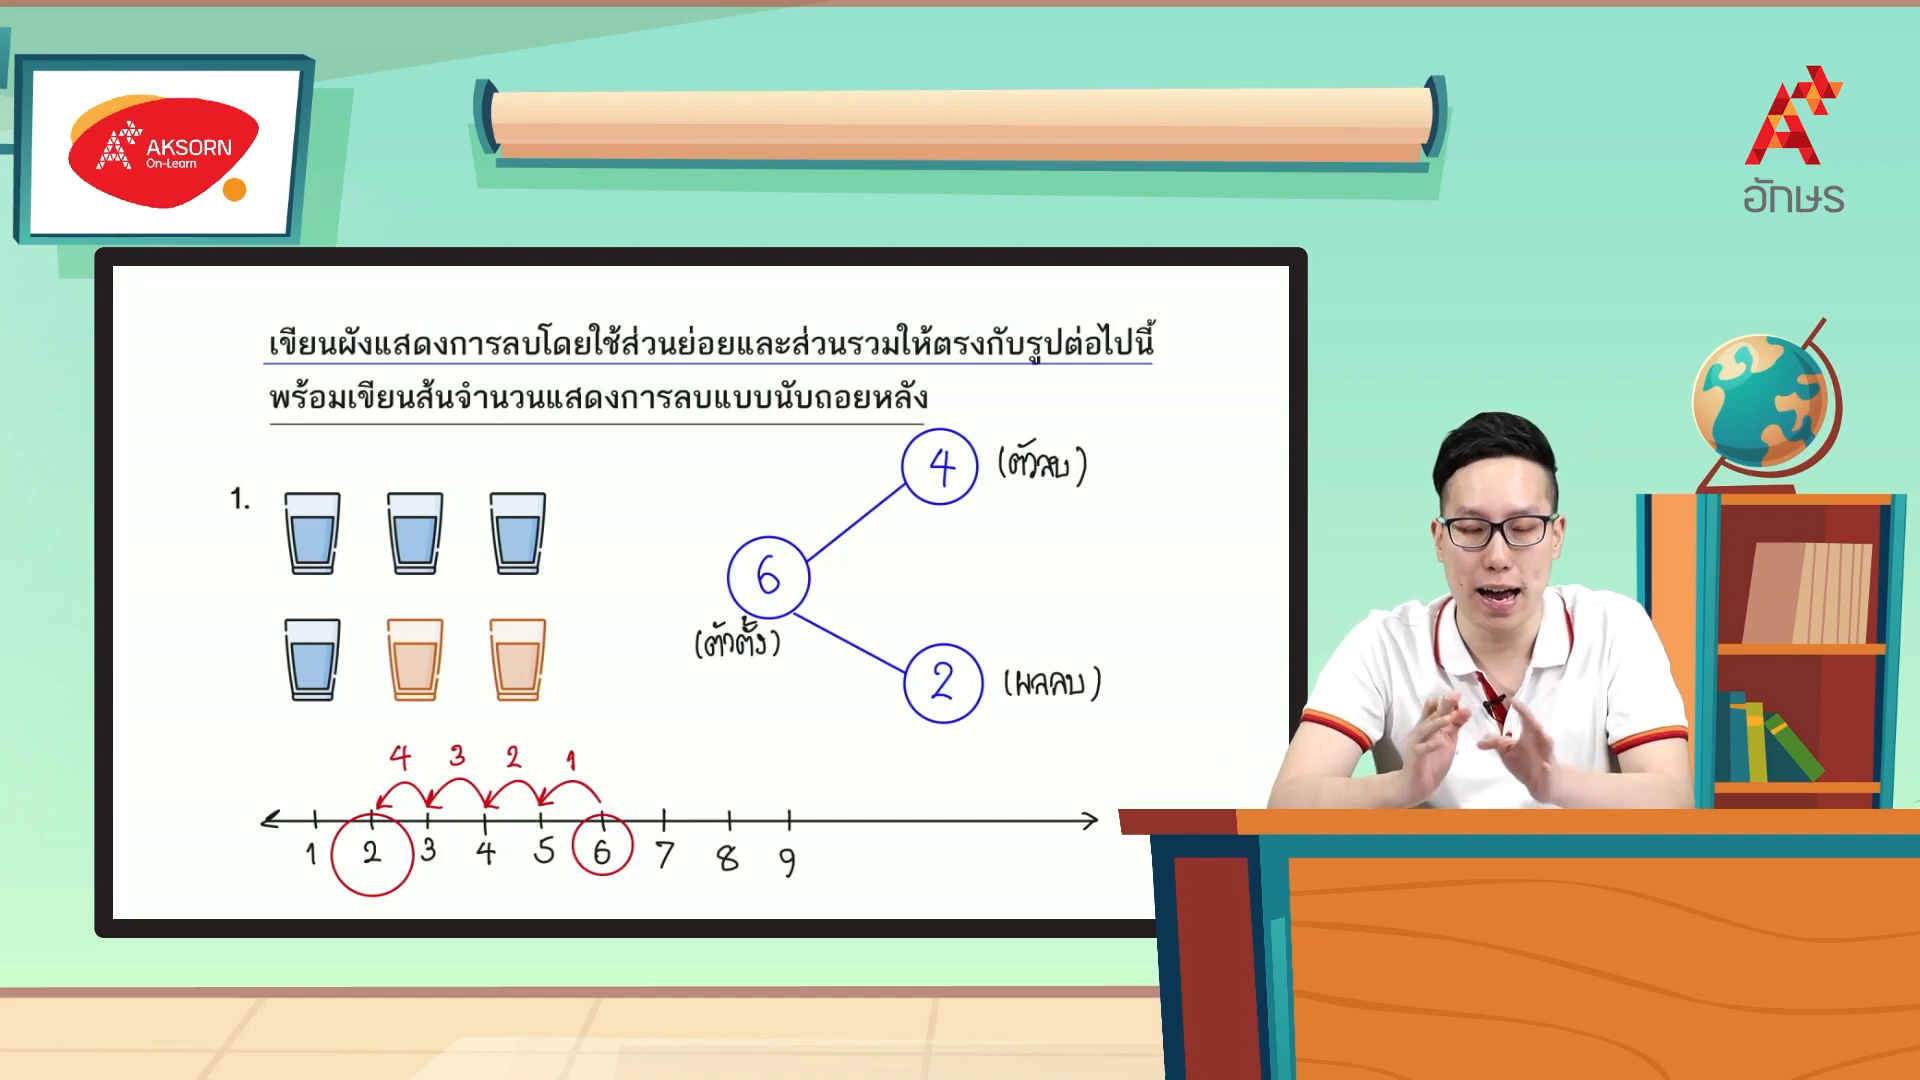 AKSORN
On-Learn
อักษร
เขียนผังแสดงการลบโดยใช้ส่วนย่อยและส่วนรวมให้ตรงกับรูปต่อไปนี้
พร้อมเขียนส้นจำนวนแสดงการลบแบบนับถอยหลัง
1.
4 (ตัวลบ)
6
(ตัวตั้ง)
2 (ผลลบ)
4 3 2 1
1 2 3 4 5 6 7 8 9